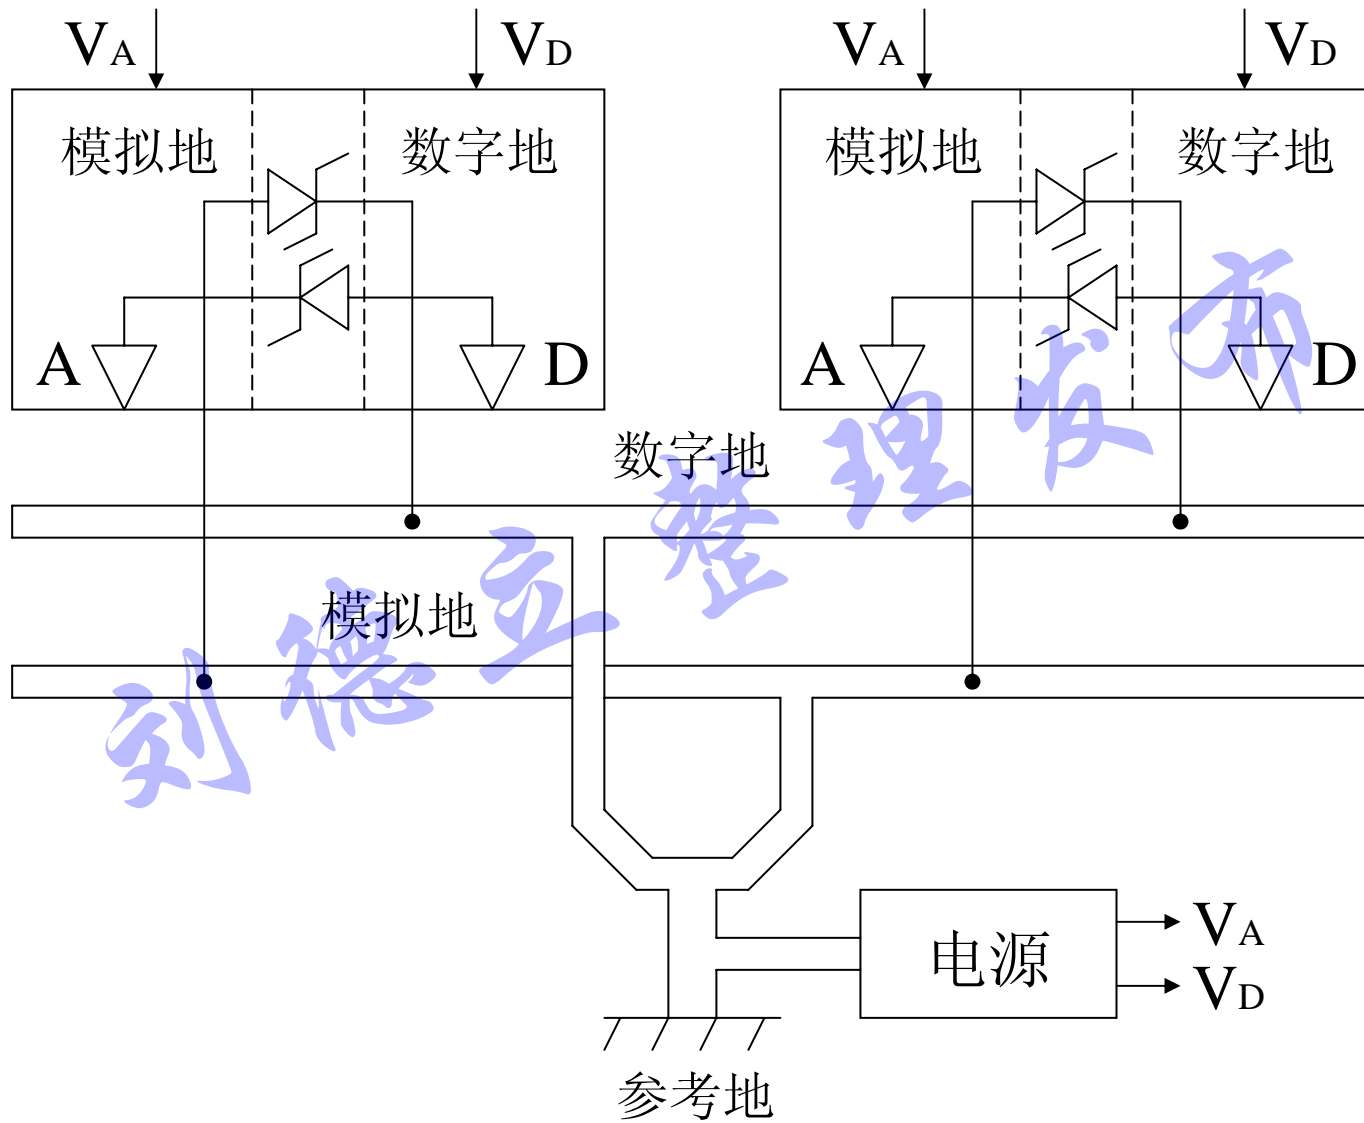 VA VD VA VD
模拟地 数字地 模拟地 数字地
A D A D
数字地
模拟地
电源
VA
VD
参考地
刘德立整理发布